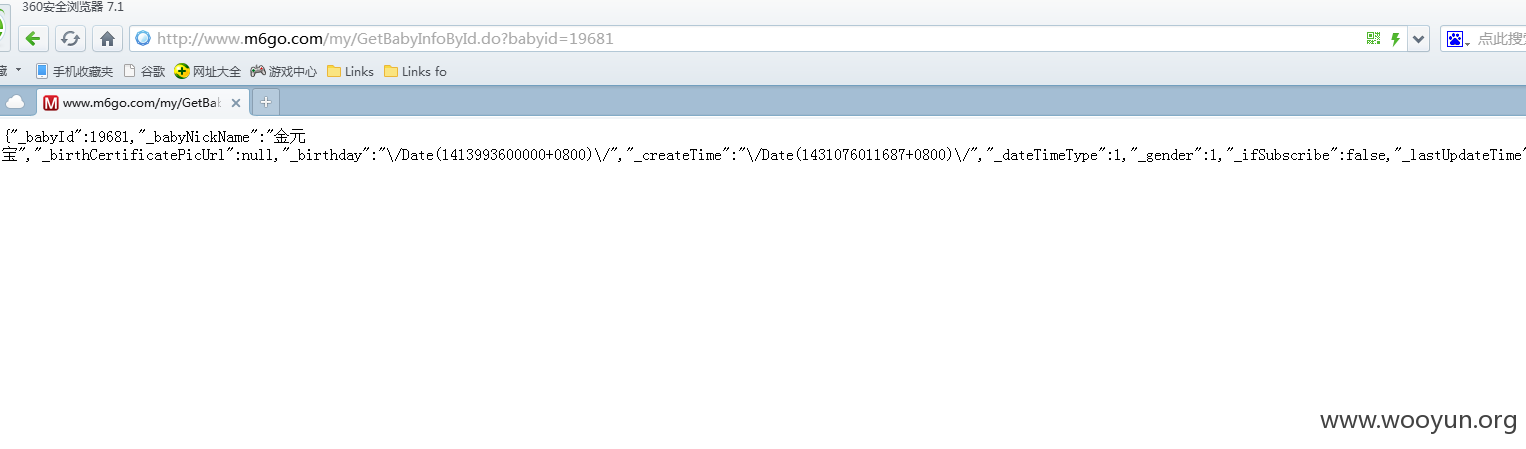 360安全浏览器 7.1
http://www.m6go.com/my/GetBabyInfoById.do?babyid=19681 点此搜
藏 手机收藏夹 谷歌 网址大全 游戏中心 Links Links fo
www.m6go.com/my/GetBab
{"_babyId":19681,"_babyNickName":"金元
宝","_birthCertificatePicUrl":null,"_birthday":"\/Date(1413993600000+0800)\/","_createTime":"\/Date(1431076011687+0800)\/","_dateTimeType":1,"_gender":1,"_ifSubscribe":false,"_lastUpdateTime"
www.wooyun.org